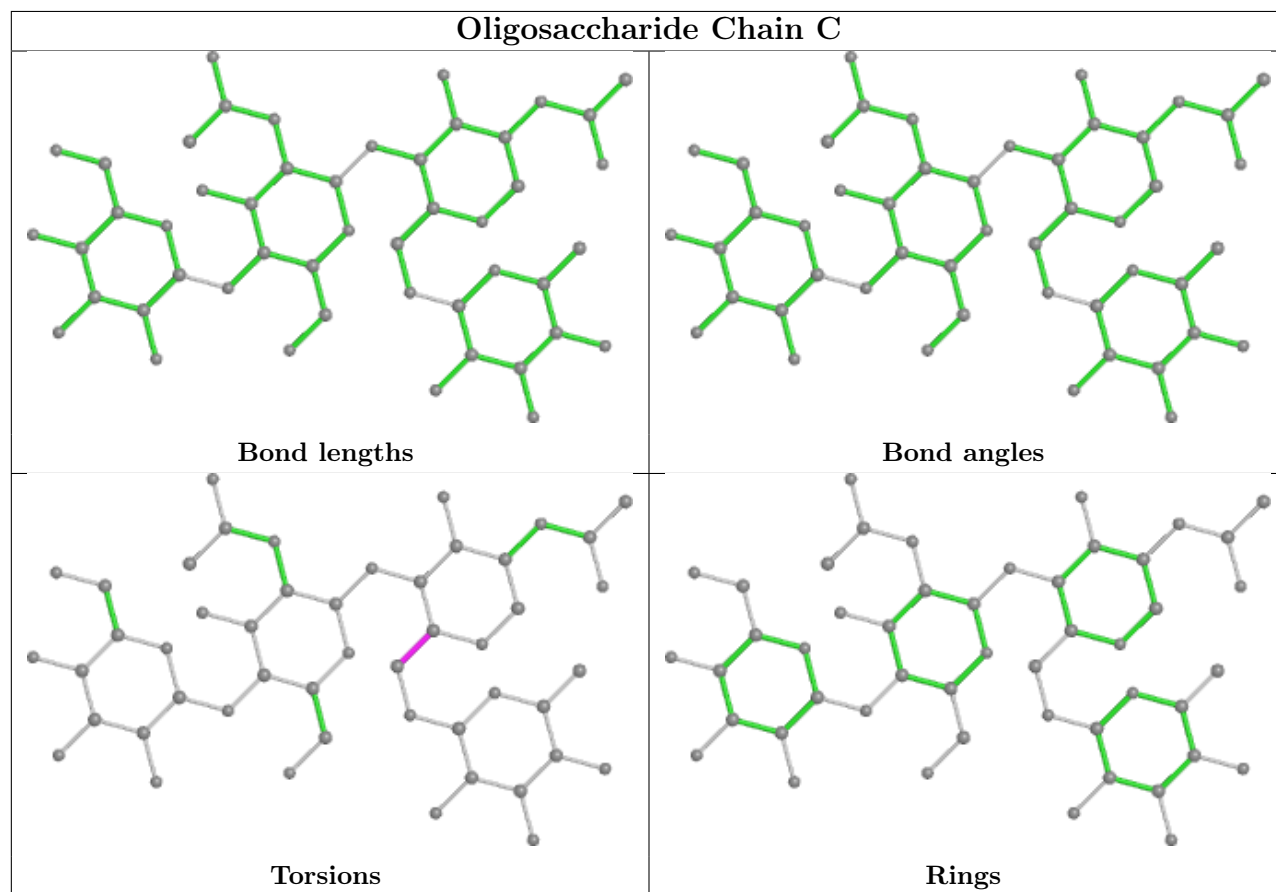 Oligosaccharide Chain C
Bond lengths
Bond angles
Torsions
Rings